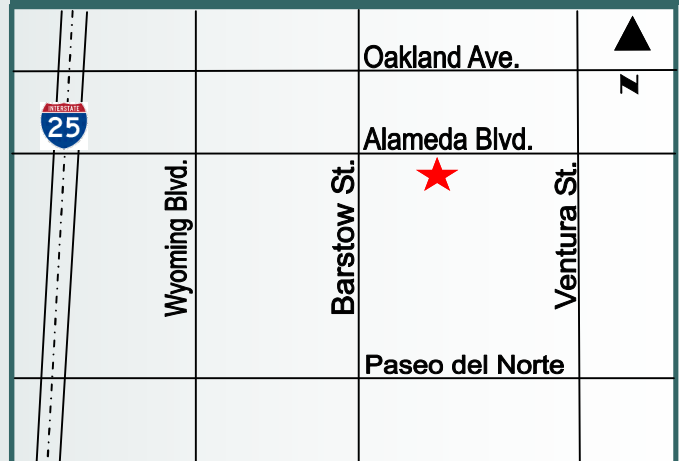 Oakland Ave.
N
INTERSTATE
25
Alameda Blvd.
Wyoming Blvd.
Barstow St.
Ventura St.
Paseo del Norte